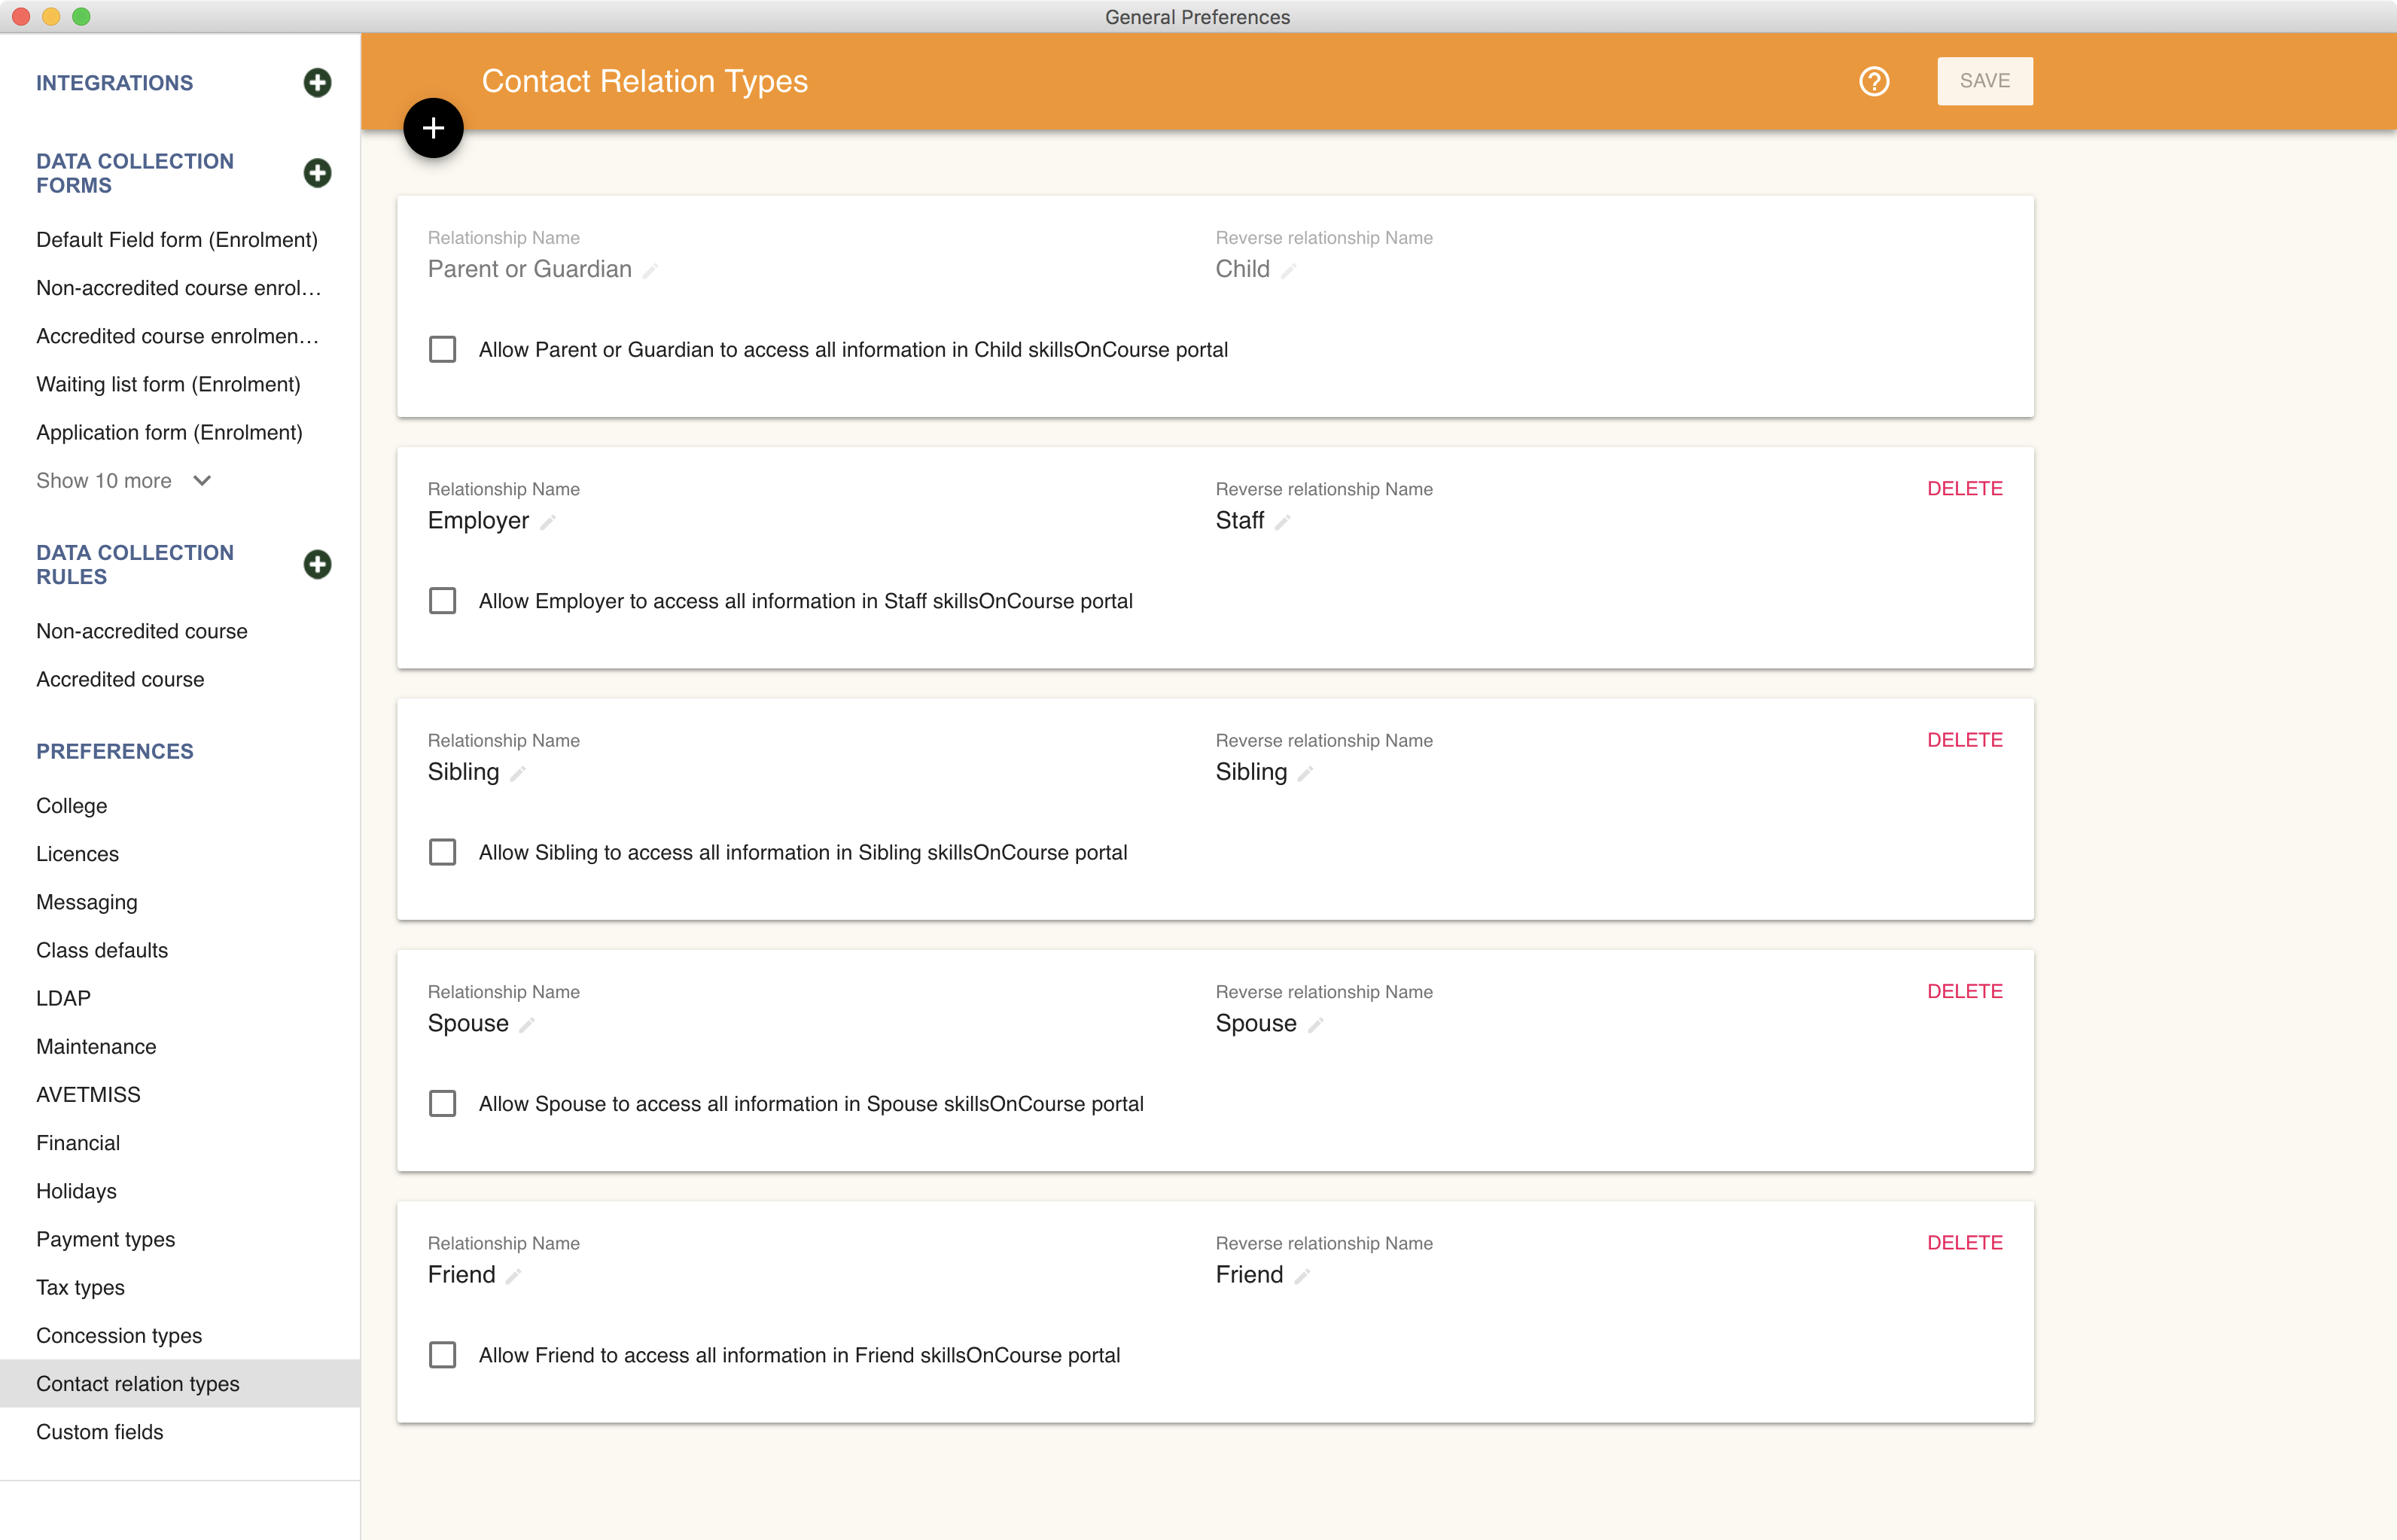 General Preferences
INTEGRATIONS
DATA COLLECTION
FORMS
Default Field form (Enrolment)
Non-accredited course enrol...
Accredited course enrolmen...
Waiting list form (Enrolment)
Application form (Enrolment)
Show 10 more
DATA COLLECTION
RULES
Non-accredited course
Accredited course
PREFERENCES
College
Licences
Messaging
Class defaults
LDAP
Maintenance
AVETMISS
Financial
Holidays
Payment types
Tax types
Concession types
Contact relation types
Custom fields
Contact Relation Types
SAVE
Relationship Name
Reverse relationship Name
Parent or Guardian
Child
Allow Parent or Guardian to access all information in Child skillsOnCourse portal
Relationship Name
Reverse relationship Name
DELETE
Employer
Staff
Allow Employer to access all information in Staff skillsOnCourse portal
Relationship Name
Reverse relationship Name
DELETE
Sibling
Sibling
Allow Sibling to access all information in Sibling skillsOnCourse portal
Relationship Name
Reverse relationship Name
DELETE
Spouse
Spouse
Allow Spouse to access all information in Spouse skillsOnCourse portal
Relationship Name
Reverse relationship Name
DELETE
Friend
Friend
Allow Friend to access all information in Friend skillsOnCourse portal